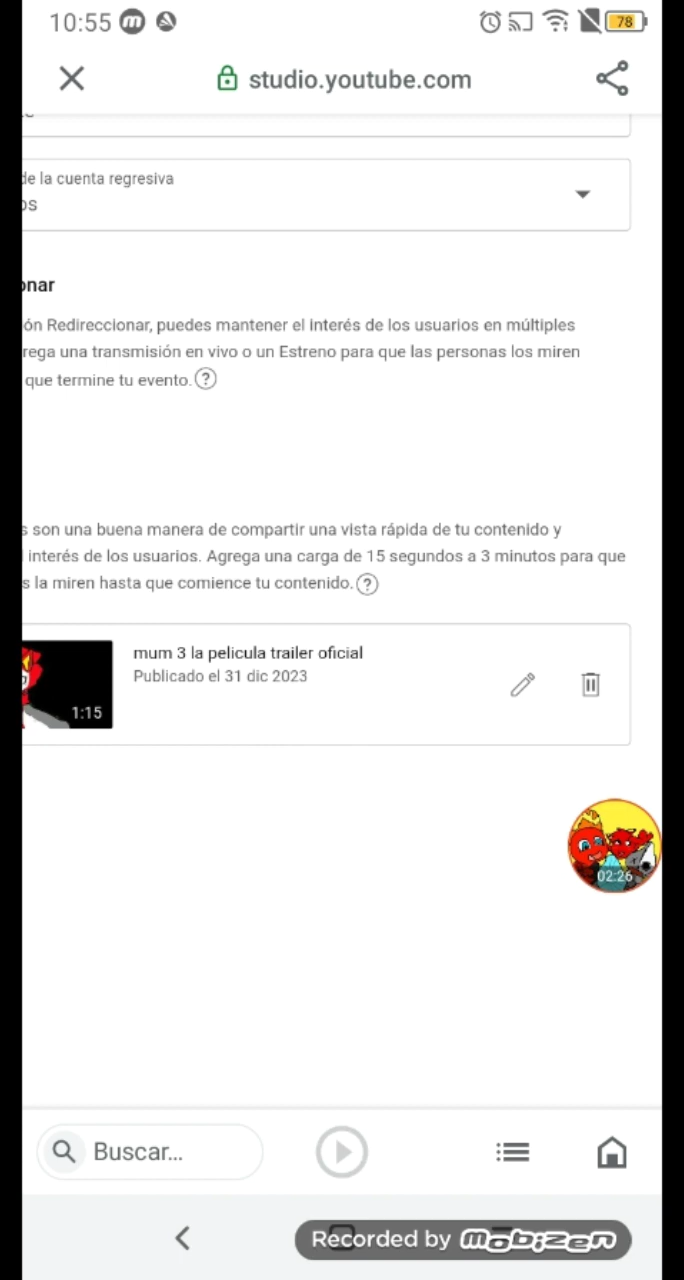 10:55
78
studio.youtube.com
de la cuenta regresiva
os
onar
ón Redireccionar, puedes mantener el interés de los usuarios en múltiples
rega una transmisión en vivo o un Estreno para que las personas los miren
que termine tu evento. ?
s son una buena manera de compartir una vista rápida de tu contenido y
interés de los usuarios. Agrega una carga de 15 segundos a 3 minutos para que
s la miren hasta que comience tu contenido. ?
mum 3 la pelicula trailer oficial
Publicado el 31 dic 2023
1:15
02:26
Buscar...
Recorded by mobizen